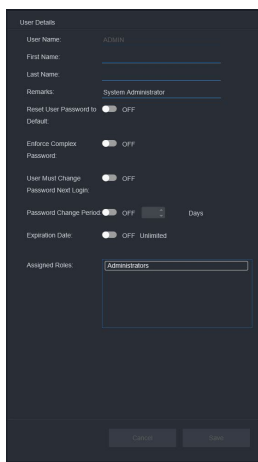 User Details
User Name: ADMIN
First Name:
Last Name:
Remarks: System Administrator
Reset User Password to OFF
Default:
Enforce Complex OFF
Password:
User Must Change OFF
Password Next Login:
Password Change Period: OFF Days
Expiration Date: OFF Unlimited
Assigned Roles: Administrators
Cancel Save